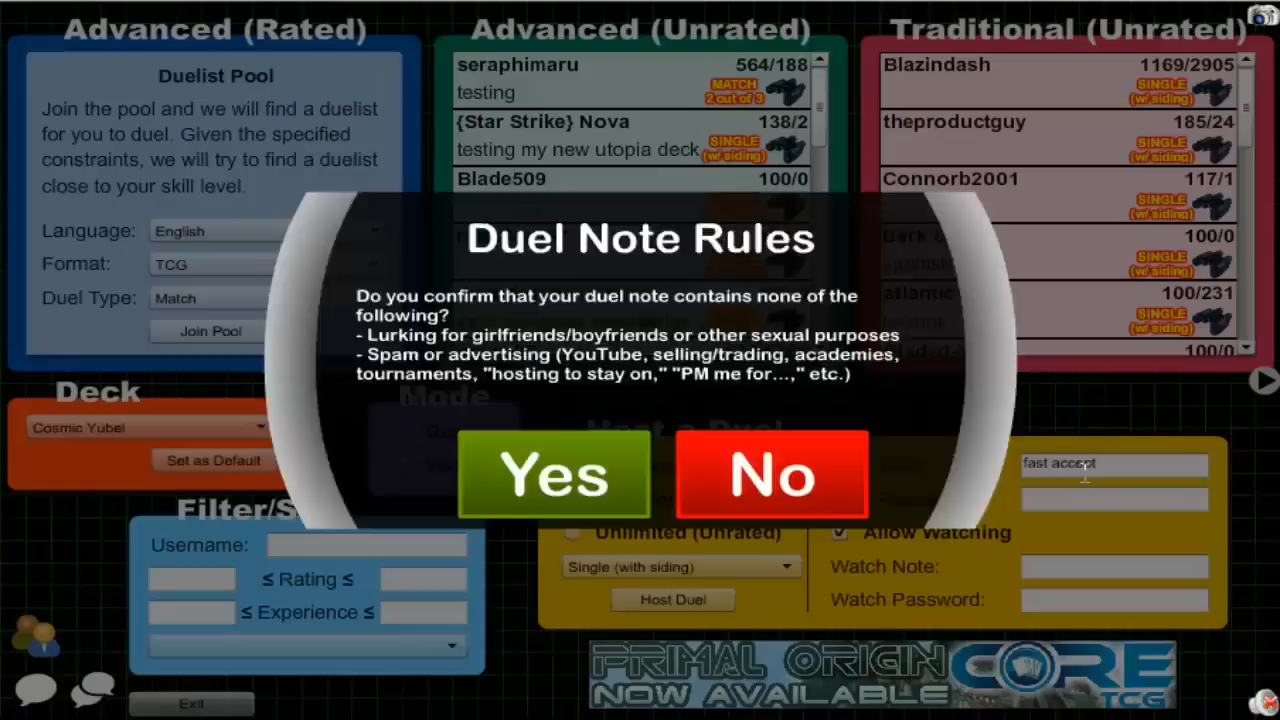 Advanced (Rated)
Duelist Pool
Join the pool and we will find a duelist
for you to duel. Given the specified
constraints, we will try to find a duelist
close to your skill level.
Language: English
Format: TCG
Duel Type: Match
Join Pool
Advanced (Unrated)
seraphimaru 564/188
testing MATCH
2 out of 3
{Star Strike} Nova 138/2
testing my new utopia deck SINGLE
(w/ siding)
Blade509 100/0
Traditional (Unrated)
Blazindash 1169/2905
SINGLE
(w/ siding)
theproductguy 185/24
SINGLE
(w/ siding)
Connorb2001 117/1
SINGLE
(w/ siding)
100/0
SINGLE
(w/ siding)
100/231
SINGLE
(w/ siding)
100/0
Duel Note Rules
Do you confirm that your duel note contains none of the
following?
- Lurking for girlfriends/boyfriends or other sexual purposes
- Spam or advertising (YouTube, selling/trading, academies,
tournaments, "hosting to stay on," "PM me for...," etc.)
Yes
No
Deck
Cosmic Yubel
Set as Default
Mode
Host a Duel
fast accept
Unlimited (Unrated)
Allow Watching
Single (with siding)
Watch Note:
Host Duel
Watch Password:
Filter/S
Username:
≤ Rating ≤
≤ Experience ≤
Exit
PRIMAL ORIGIN
NOW AVAILABLE
CORE
TCG